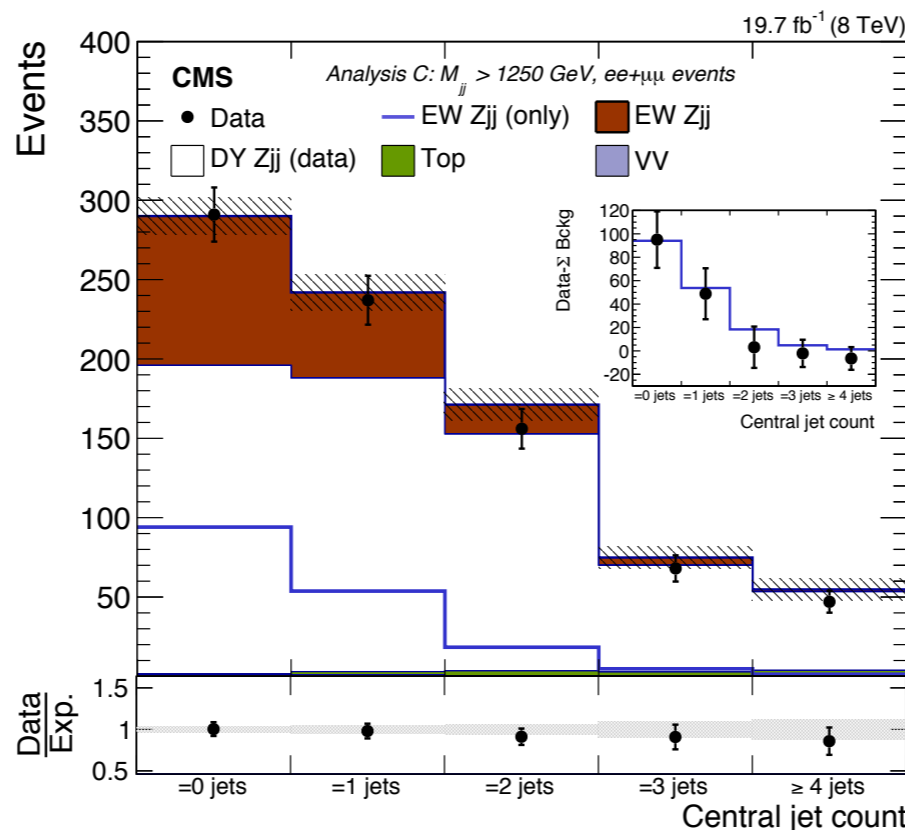 19.7 fb⁻¹ (8 TeV)
CMS
Analysis C: M_jj > 1250 GeV, ee+μμ events
Data
EW Zjj (only)
EW Zjj
DY Zjj (data)
Top
VV
Events
400
350
300
250
200
150
100
50
Data-Σ Bckg
120
100
80
60
40
20
0
-20
=0 jets =1 jets =2 jets =3 jets ≥ 4 jets
Central jet count
Data
Exp.
1.5
1
0.5
=0 jets =1 jets =2 jets =3 jets ≥ 4 jets
Central jet count